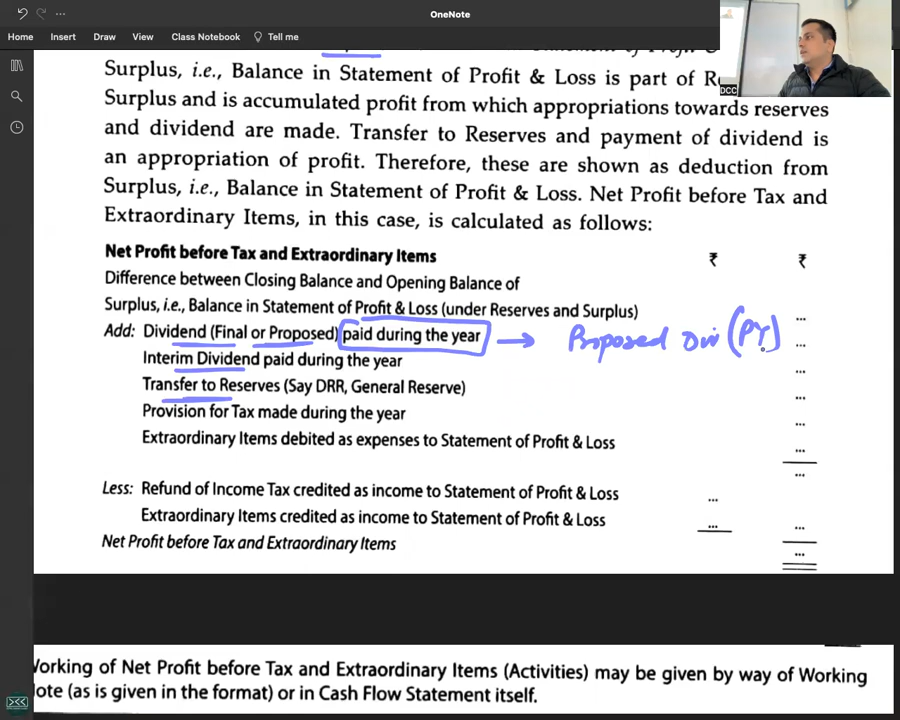 OneNote
Home Insert Draw View Class Notebook Tell me
DCC
Surplus, i.e., Balance in Statement of Profit & Loss is part of
Surplus and is accumulated profit from which appropriations towards reserves
and dividend are made. Transfer to Reserves and payment of dividend is
an appropriation of profit. Therefore, these are shown as deduction from
Surplus, i.e., Balance in Statement of Profit & Loss. Net Profit before Tax and
Extraordinary Items, in this case, is calculated as follows:
Net Profit before Tax and Extraordinary Items ₹ ₹
Difference between Closing Balance and Opening Balance of
Surplus, i.e., Balance in Statement of Profit & Loss (under Reserves and Surplus) ...
Add: Dividend (Final or Proposed) paid during the year → Proposed Div (PY) ...
Interim Dividend paid during the year ...
Transfer to Reserves (Say DRR, General Reserve) ...
Provision for Tax made during the year ...
Extraordinary Items debited as expenses to Statement of Profit & Loss ...
...
Less: Refund of Income Tax credited as income to Statement of Profit & Loss ...
Extraordinary Items credited as income to Statement of Profit & Loss ... ...
Net Profit before Tax and Extraordinary Items ...
Working of Net Profit before Tax and Extraordinary Items (Activities) may be given by way of Working
lote (as is given in the format) or in Cash Flow Statement itself.